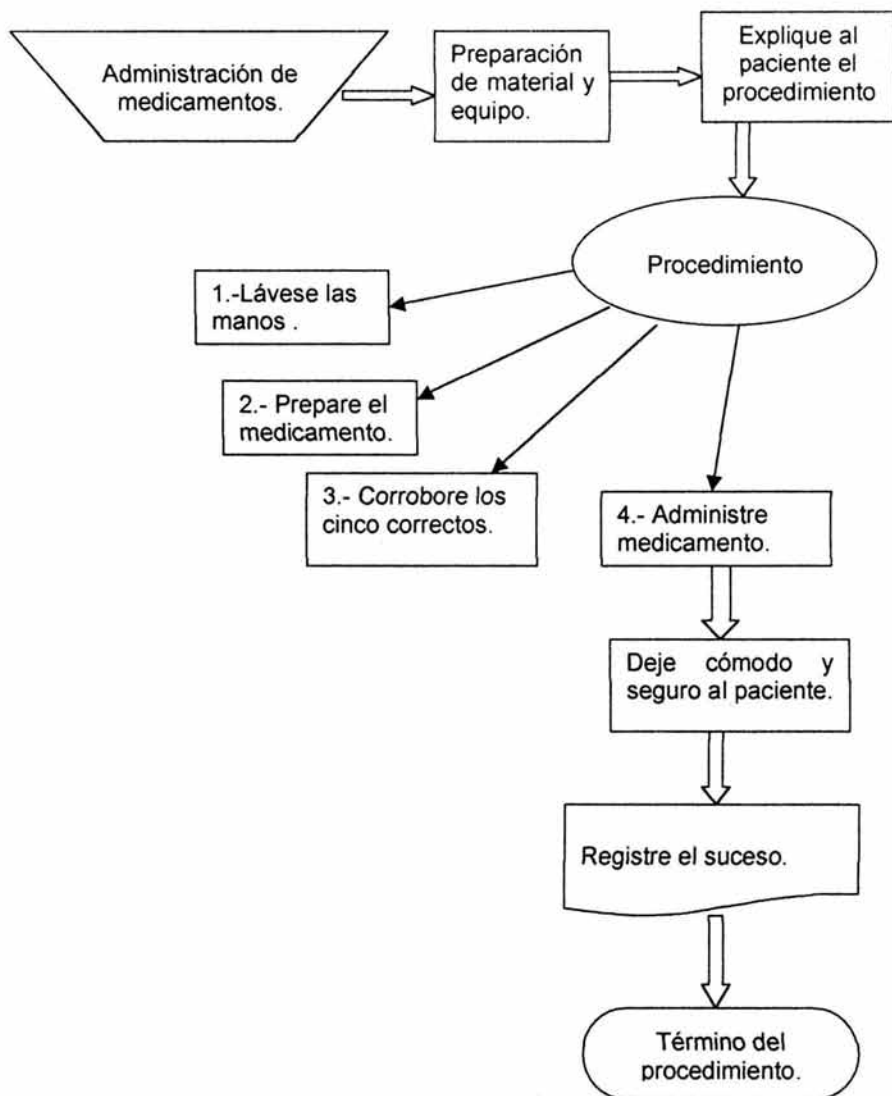 Administración de
medicamentos.
Preparación
de material y
equipo.
Explique al
paciente el
procedimiento
Procedimiento
1.-Lávese las
manos .
2.- Prepare el
medicamento.
3.- Corrobore los
cinco correctos.
4.- Administre
medicamento.
Deje cómodo y
seguro al paciente.
Registre el suceso.
Término del
procedimiento.